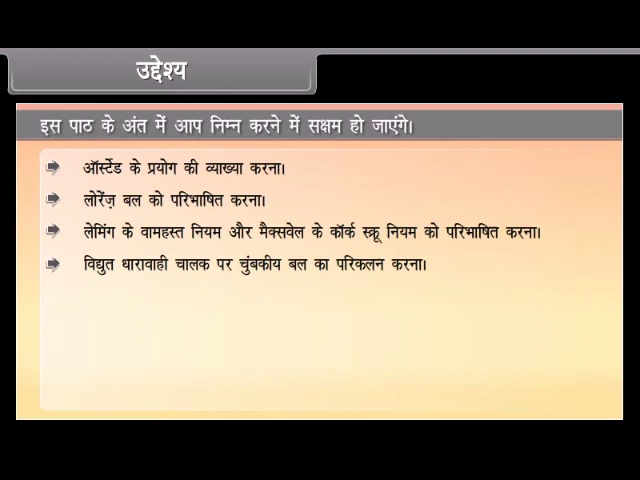 उद्देश्य
इस पाठ के अंत में आप निम्न करने में सक्षम हो जाएंगे।
ऑर्स्टेड के प्रयोग की व्याख्या करना।
लोरेंज़ बल को परिभाषित करना।
लेमिंग के वामहस्त नियम और मैक्सवेल के कॉर्क स्क्रू नियम को परिभाषित करना।
विद्युत धारावाही चालक पर चुंबकीय बल का परिकलन करना।